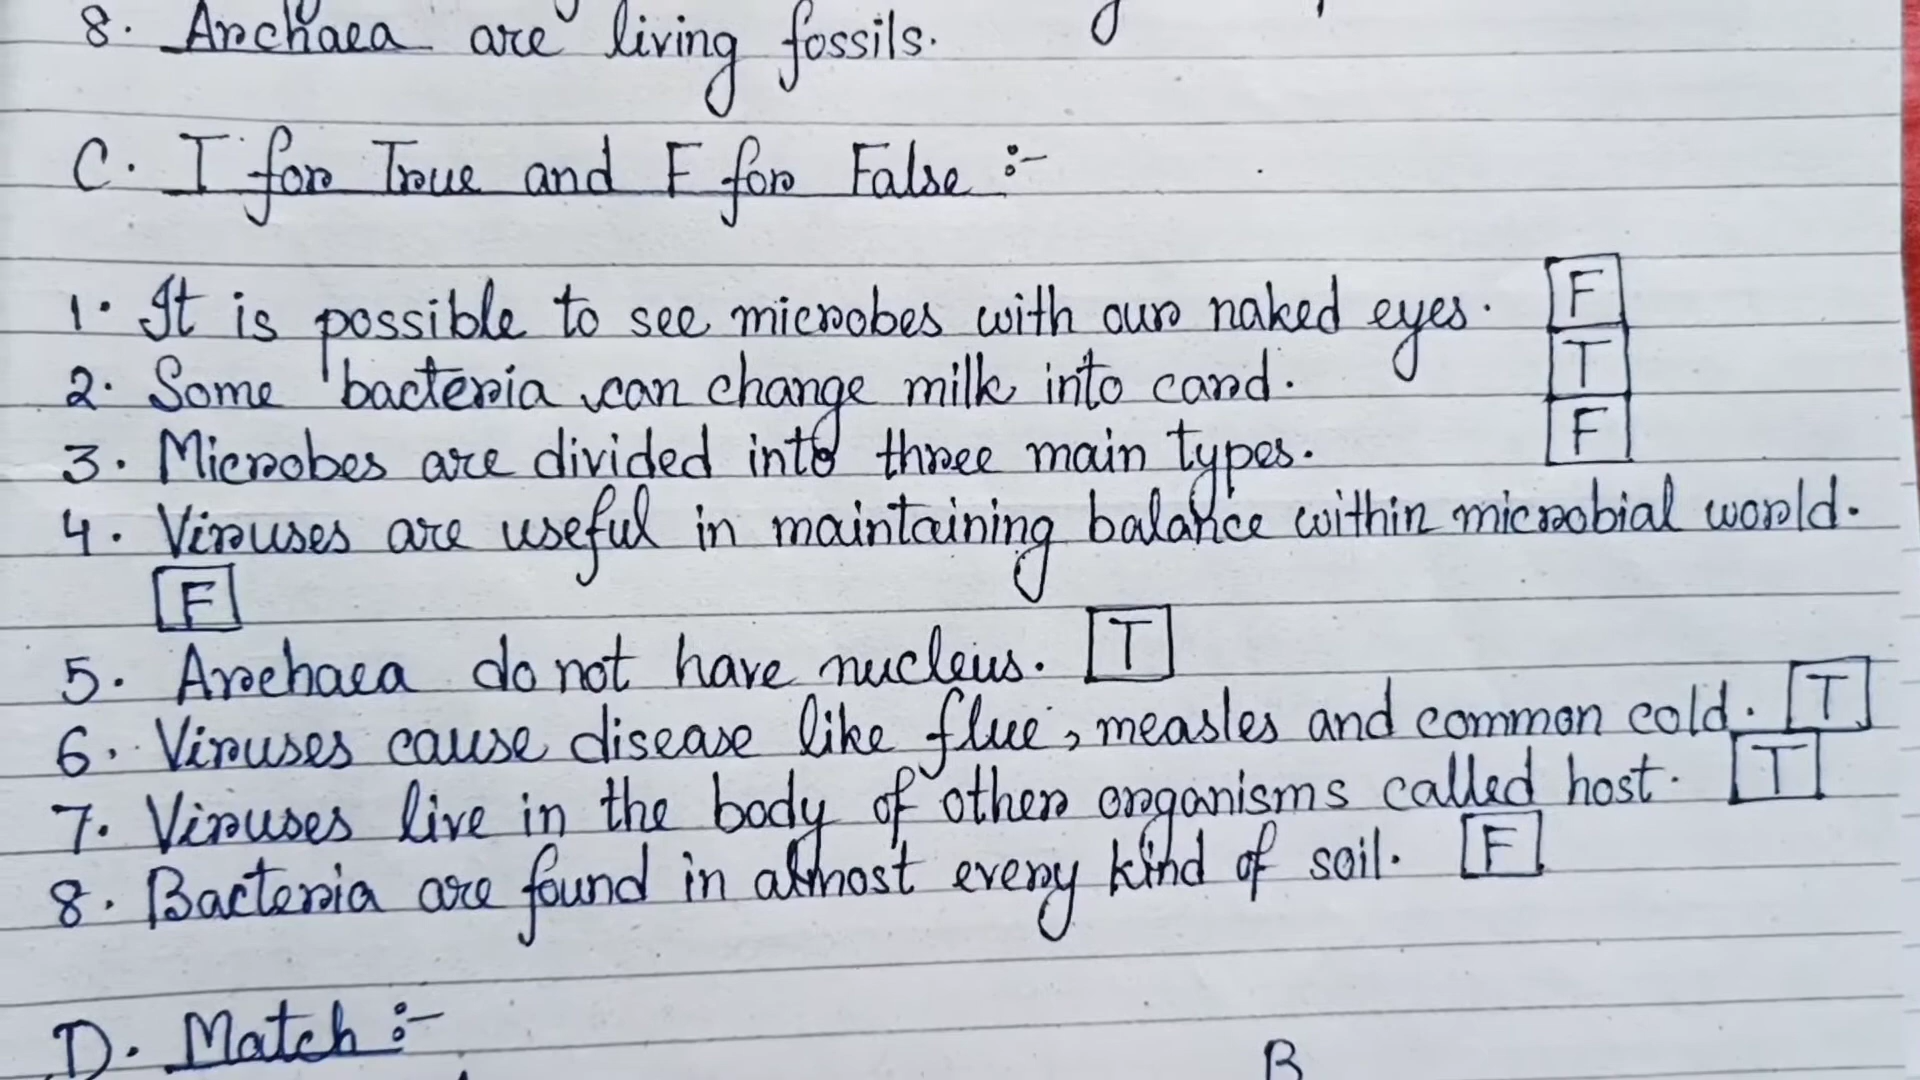 8. Archaea are living fossils.
C. T for True and F for False :-
1. It is possible to see microbes with our naked eyes. F
2. Some bacteria can change milk into card. T
3. Microbes are divided into three main types. F
4. Viruses are useful in maintaining balance within microbial world.
F
5. Archaea do not have nucleus. T
6. Viruses cause disease like flue, measles and common cold. T
7. Viruses live in the body of other organisms called host. T
8. Bacteria are found in almost every kind of soil. F
D. Match :-
B